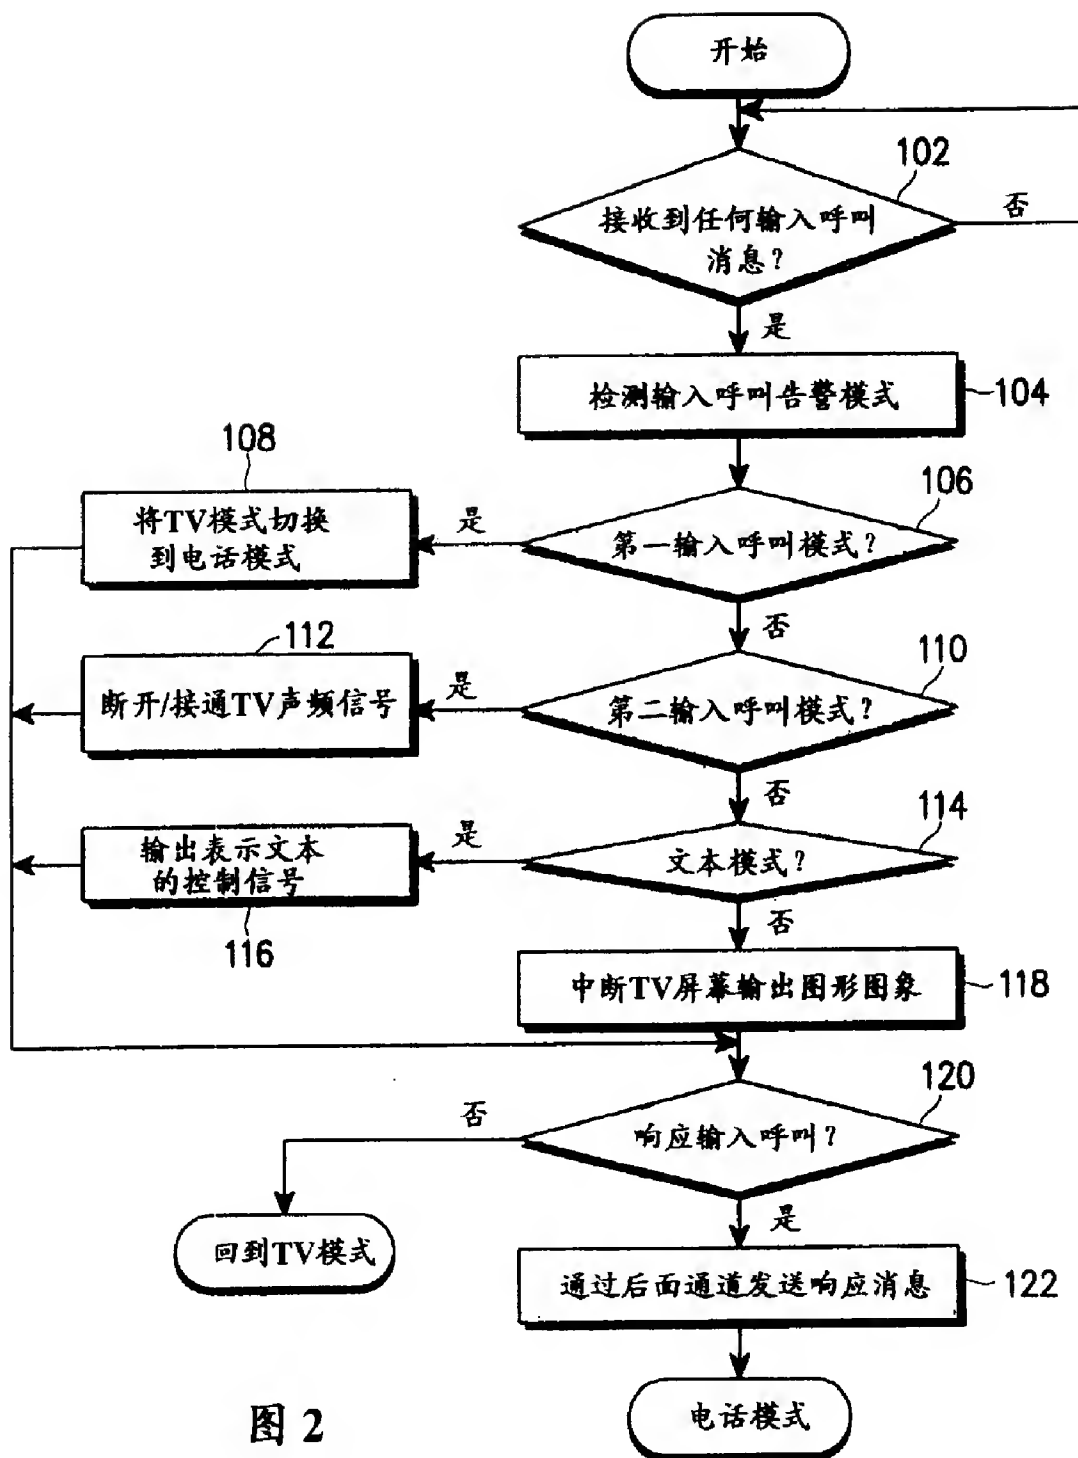 开始
102
接收到任何输入呼叫
消息？
否
是
检测输入呼叫告警模式
104
108
将TV模式切换
到电话模式
是
106
第一输入呼叫模式？
否
112
断开/接通TV声频信号
是
110
第二输入呼叫模式？
否
输出表示文本
的控制信号
116
是
114
文本模式？
否
中断TV屏幕输出图形图象
118
否
120
响应输入呼叫？
是
回到TV模式
通过后面通道发送响应消息
122
电话模式
图 2